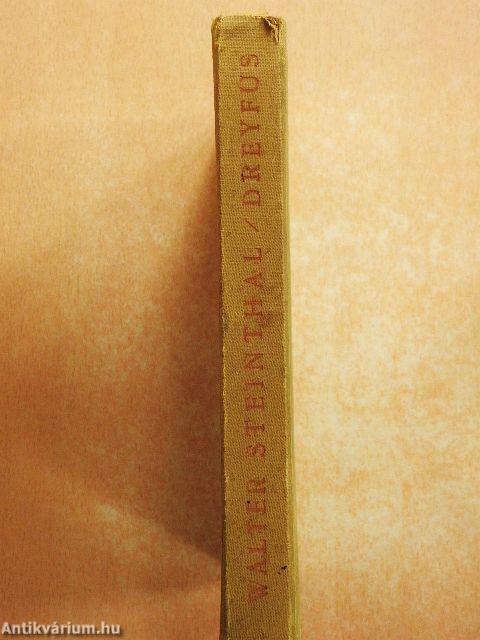 WALTER STEINTHAL / DREYFUS
Antikvárium.hu